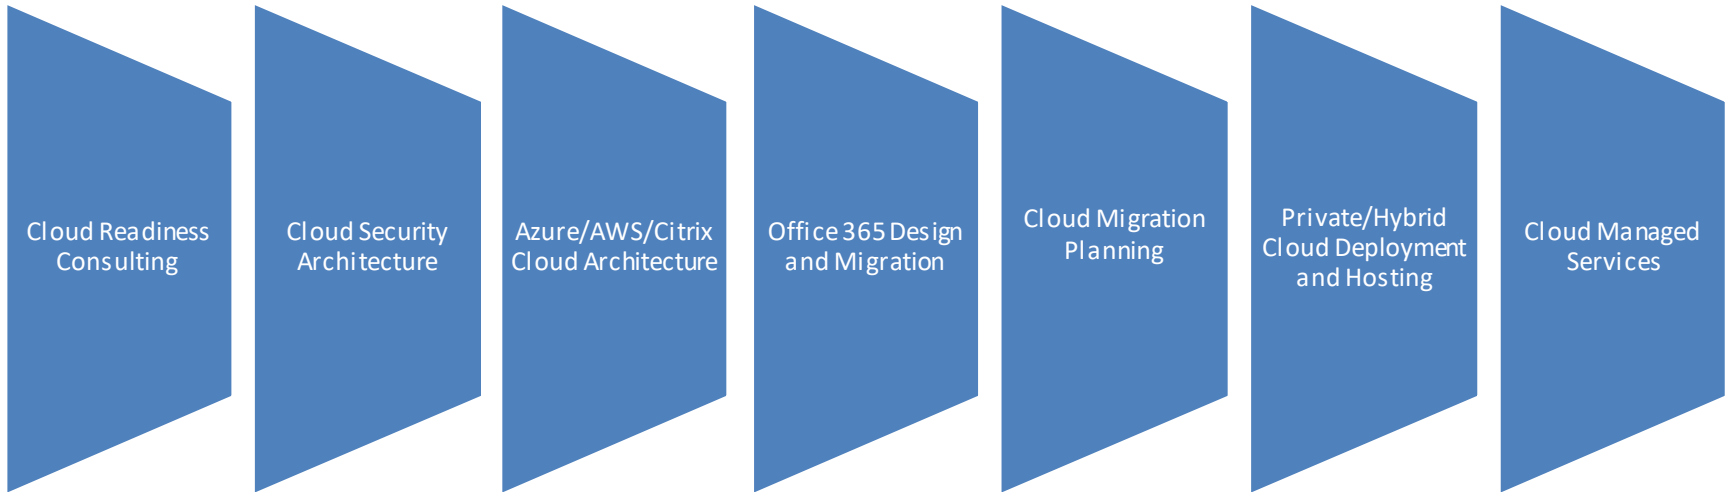 Cloud Readiness
Consulting
Cloud Security
Architecture
Azure/AWS/Citrix
Cloud Architecture
Office 365 Design
and Migration
Cloud Migration
Planning
Private/Hybrid
Cloud Deployment
and Hosting
Cloud Managed
Services